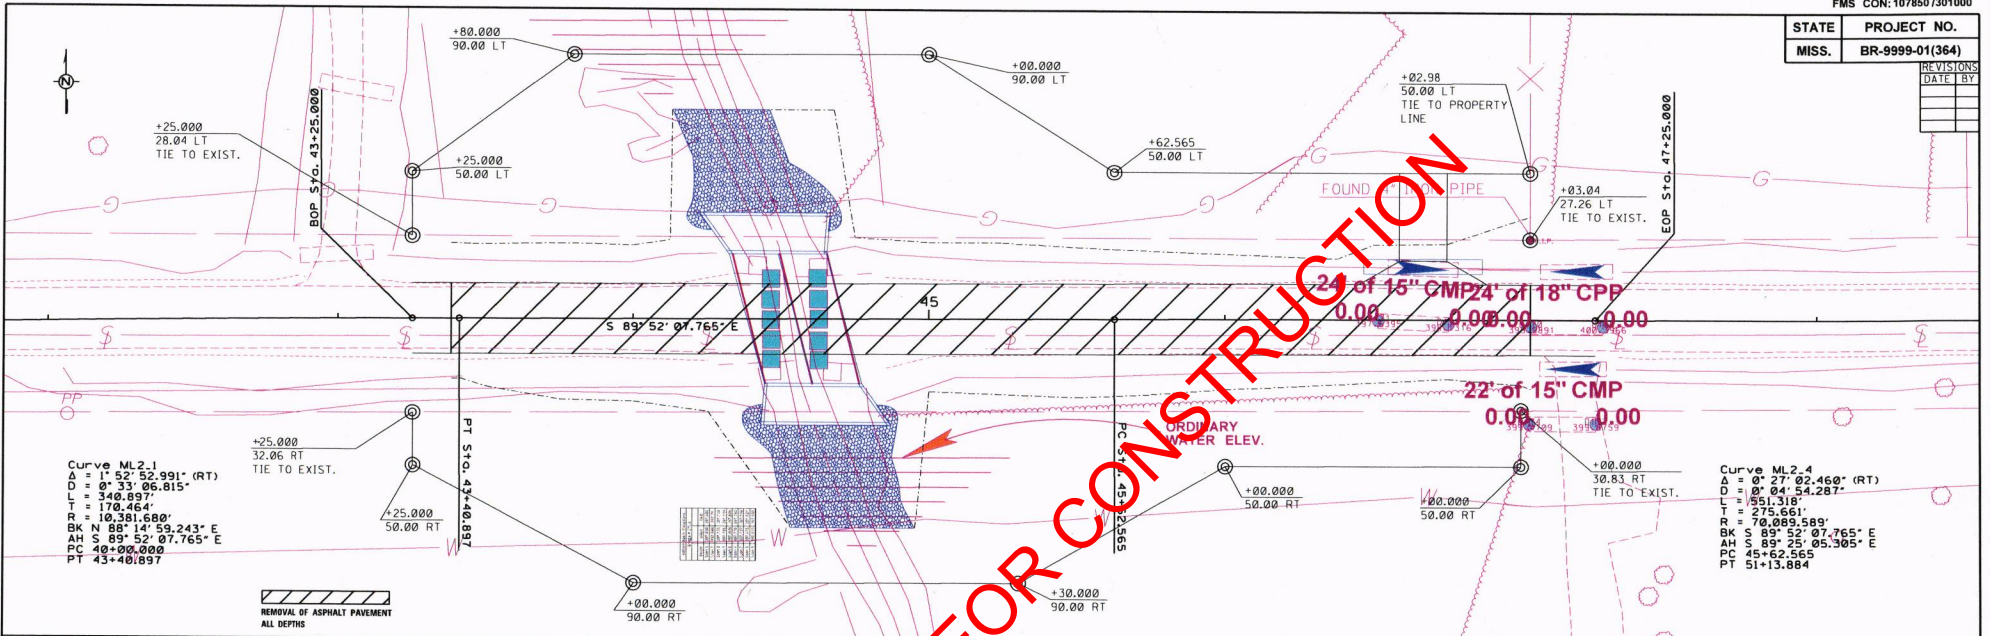 FMS CON: 107850/301000
STATE PROJECT NO.
MISS. BR-9999-01(364)
REVISIONS
DATE BY
+80.000
90.00 LT
+00.000
90.00 LT
+02.98
50.00 LT
TIE TO PROPERTY
LINE
N
+25.000
28.04 LT
TIE TO EXIST.
BOP Sta. 43+25.000
+25.000
50.00 LT
+62.565
50.00 LT
EOP Sta. 47+25.000
FOUND IRON PIPE
+03.04
27.26 LT
TIE TO EXIST.
G G G G G G G
24' of 15" CMP
24' of 18" CPP
0.00 0.00 0.00 0.00
45
S 89° 52' 07.765" E
22' of 15" CMP
0.00 0.00
PP
ORDINARY
WATER ELEV.
+25.000
32.06 RT
TIE TO EXIST.
PT Sta. 43+40.897
PC Sta. 45+62.565
+25.000
50.00 RT
+00.000
50.00 RT
+00.000
50.00 RT
+00.000
30.83 RT
TIE TO EXIST.
W W W W
Curve ML2_1
Δ = 1° 52' 52.991" (RT)
D = 0° 33' 06.815"
L = 340.897'
T = 170.464'
R = 10,381.680'
BK N 88° 14' 59.243" E
AH S 89° 52' 07.765" E
PC 40+00.000
PT 43+40.897
Curve ML2_4
Δ = 0° 27' 02.460" (RT)
D = 0° 04' 54.287"
L = 551.318'
T = 275.661'
R = 70,089.589'
BK S 89° 52' 07.765" E
AH S 89° 25' 05.305" E
PC 45+62.565
PT 51+13.884
+00.000
90.00 RT
+30.000
90.00 RT
REMOVAL OF ASPHALT PAVEMENT
ALL DEPTHS
FOR CONSTRUCTION